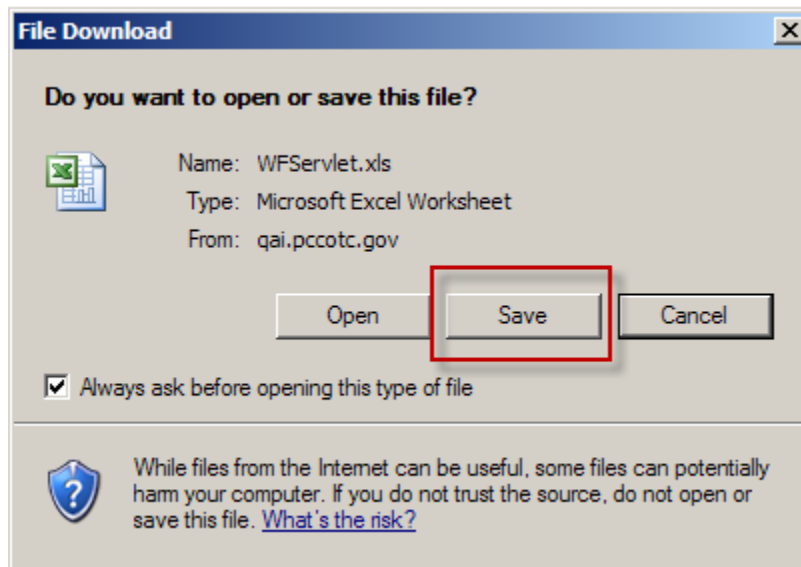 File Download
Do you want to open or save this file?
Name: WFServlet.xls
Type: Microsoft Excel Worksheet
From: qai.pccotc.gov
Open Save Cancel
Always ask before opening this type of file
While files from the Internet can be useful, some files can potentially
harm your computer. If you do not trust the source, do not open or
save this file. What's the risk?